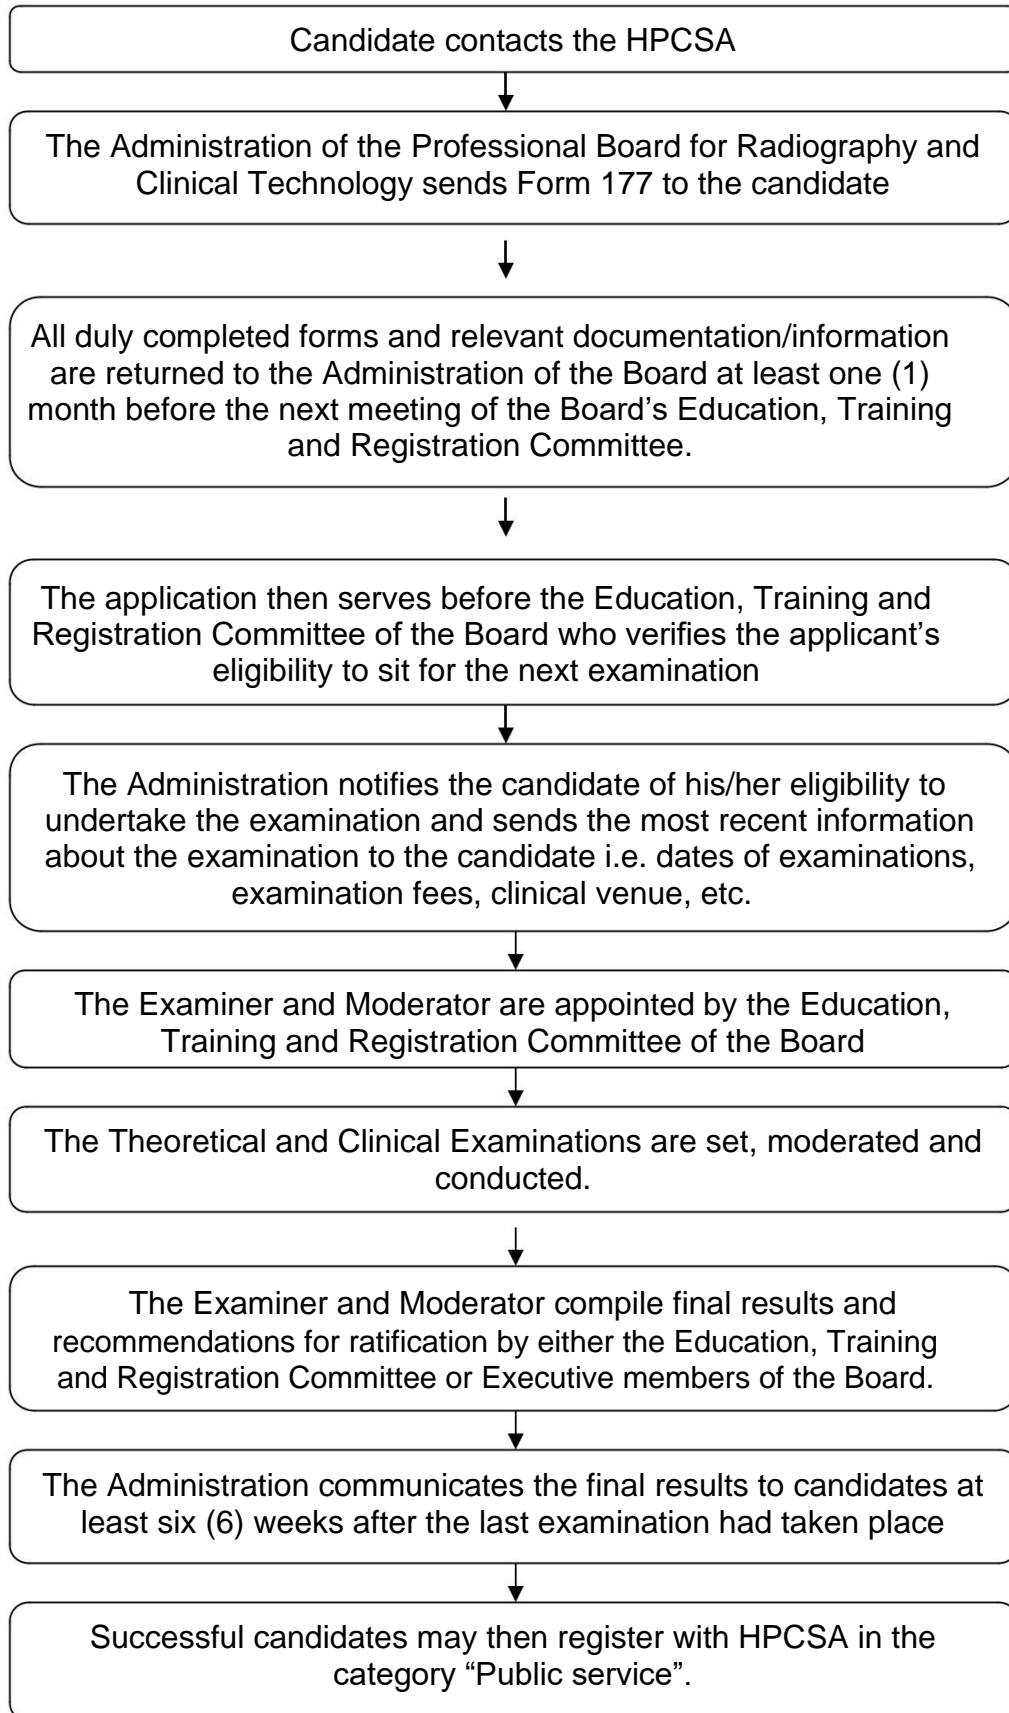 Candidate contacts the HPCSA
The Administration of the Professional Board for Radiography and
Clinical Technology sends Form 177 to the candidate
All duly completed forms and relevant documentation/information
are returned to the Administration of the Board at least one (1)
month before the next meeting of the Board’s Education, Training
and Registration Committee.
The application then serves before the Education, Training and
Registration Committee of the Board who verifies the applicant’s
eligibility to sit for the next examination
The Administration notifies the candidate of his/her eligibility to
undertake the examination and sends the most recent information
about the examination to the candidate i.e. dates of examinations,
examination fees, clinical venue, etc.
The Examiner and Moderator are appointed by the Education,
Training and Registration Committee of the Board
The Theoretical and Clinical Examinations are set, moderated and
conducted.
The Examiner and Moderator compile final results and
recommendations for ratification by either the Education, Training
and Registration Committee or Executive members of the Board.
The Administration communicates the final results to candidates at
least six (6) weeks after the last examination had taken place
Successful candidates may then register with HPCSA in the
category “Public service”.